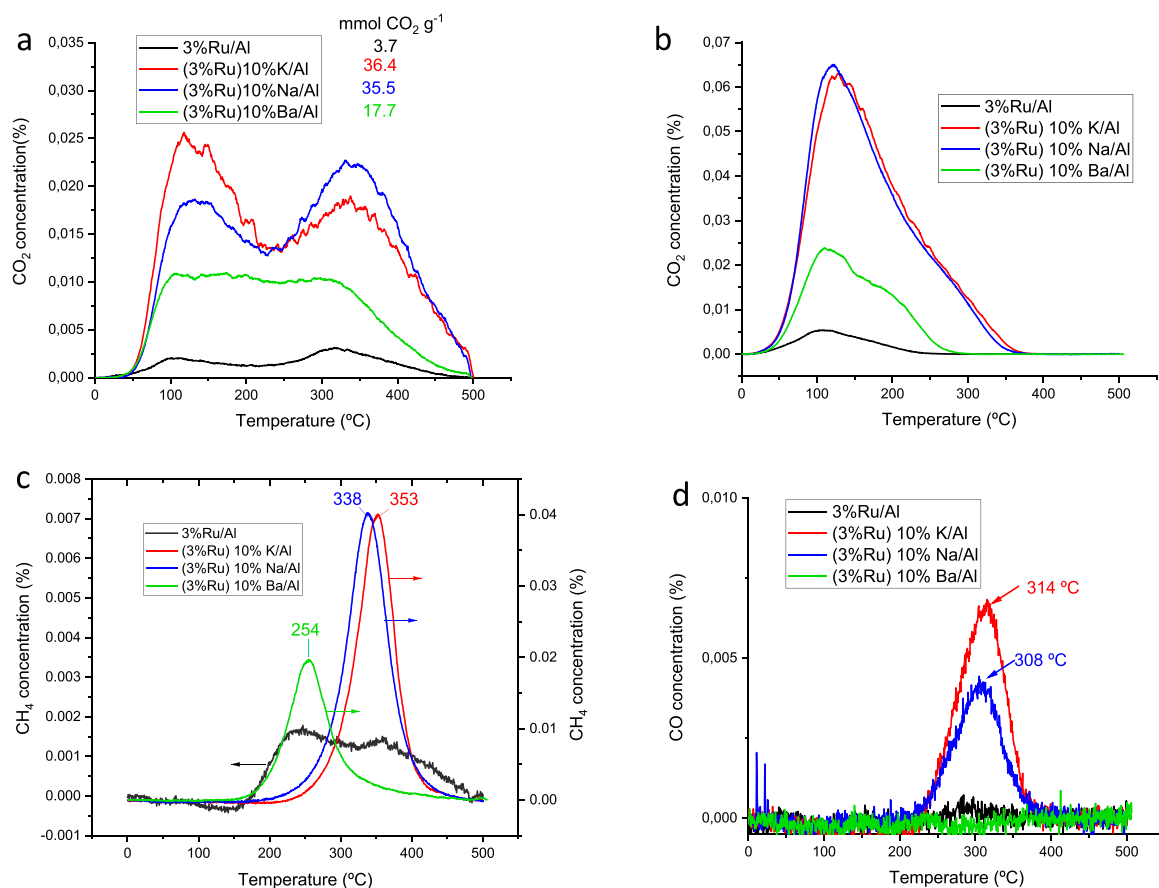 a
mmol CO₂ g⁻¹
3%Ru/Al 3.7
(3%Ru)10%K/Al 36.4
(3%Ru)10%Na/Al 35.5
(3%Ru)10%Ba/Al 17.7
0,035
0,030
0,025
0,020
0,015
0,010
0,005
0,000
CO₂ concentration(%)
0 100 200 300 400 500
Temperature (ºC)
b
3%Ru/Al
(3%Ru) 10% K/Al
(3%Ru) 10% Na/Al
(3%Ru) 10% Ba/Al
0,07
0,06
0,05
0,04
0,03
0,02
0,01
0,00
CO₂ concentration (%)
0 100 200 300 400 500
Temperature (ºC)
c
338 353
254
3%Ru/Al
(3%Ru) 10% K/Al
(3%Ru) 10% Na/Al
(3%Ru) 10% Ba/Al
0.008
0.007
0.006
0.005
0.004
0.003
0.002
0.001
0.000
-0.001
CH₄ concentration (%)
0.04
0.03
0.02
0.01
0.00
CH₄ concentration (%)
0 100 200 300 400 500
Temperature (ºC)
d
3%Ru/Al
(3%Ru) 10% K/Al
(3%Ru) 10% Na/Al
(3%Ru) 10% Ba/Al
314 ºC
308 ºC
0,010
0,005
0,000
CO concentration (%)
0 100 200 300 400 500
Temperature (ºC)